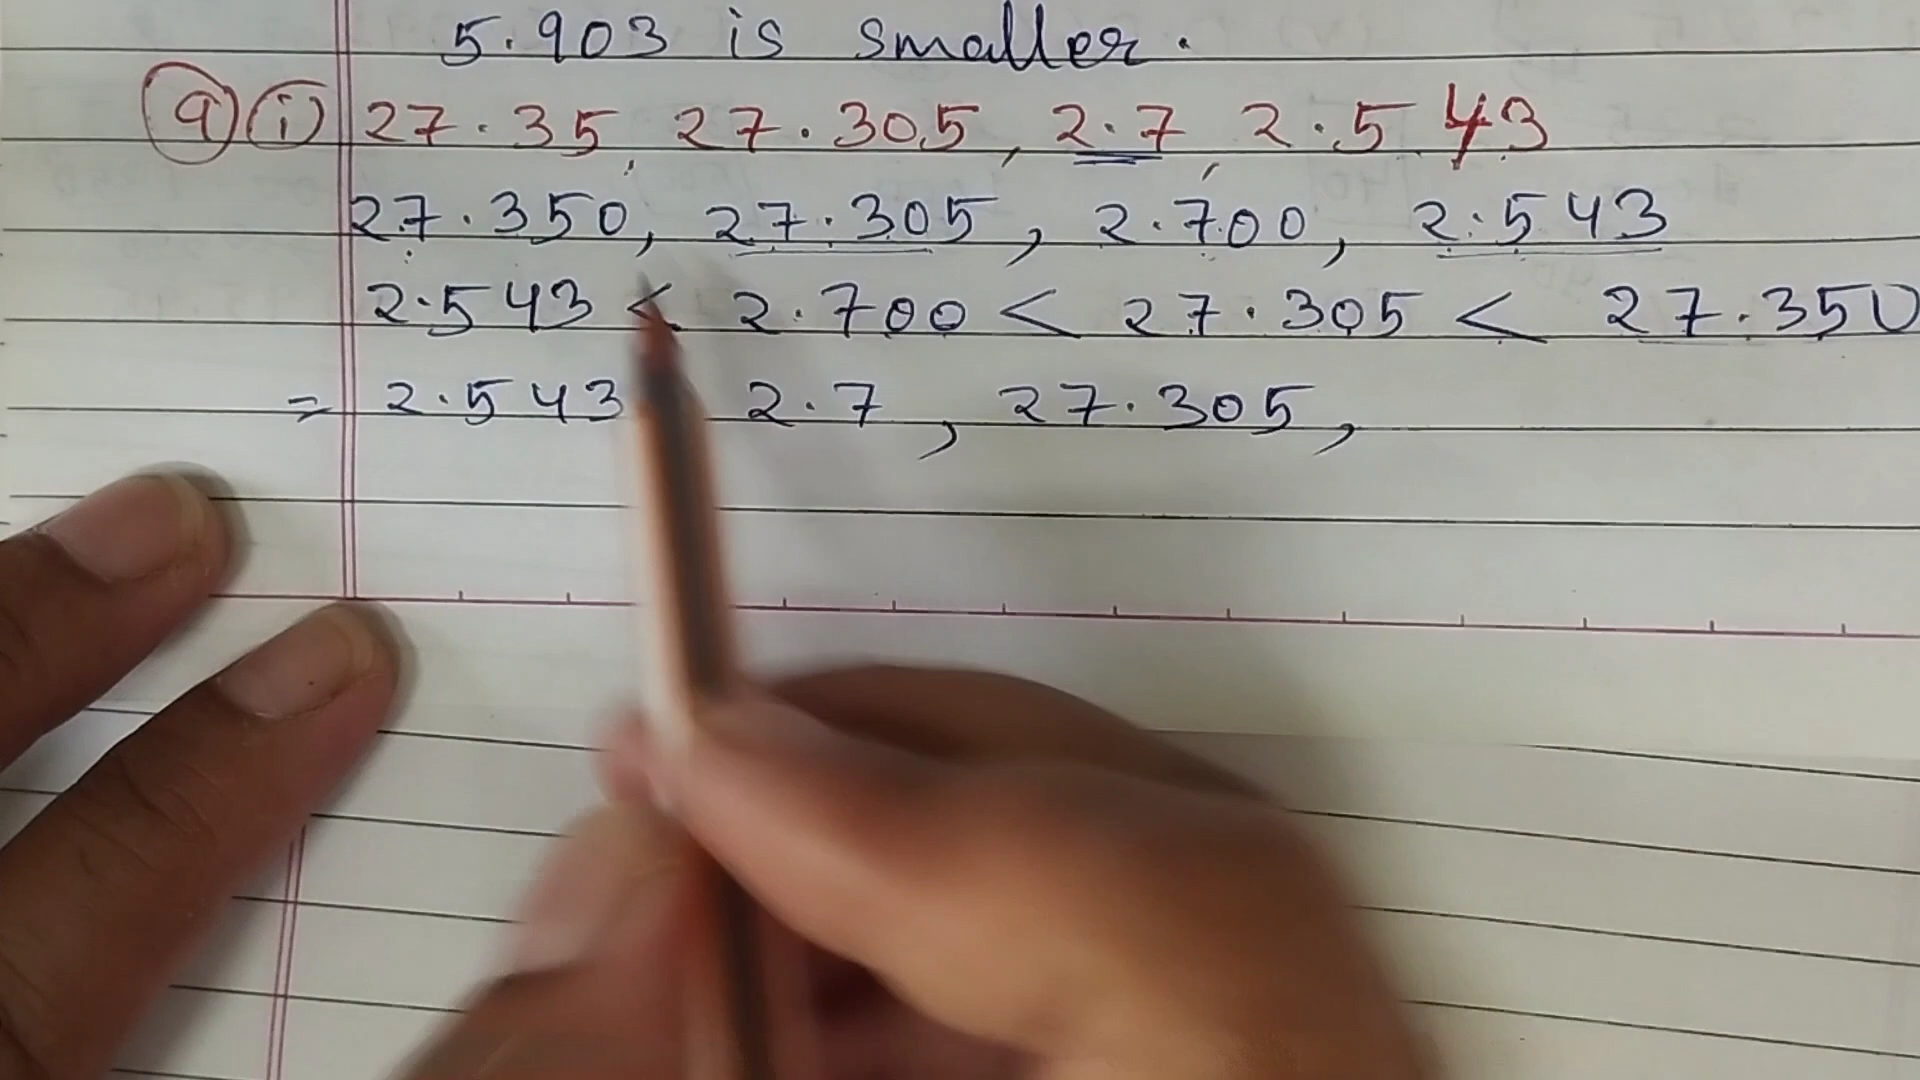 5.903 is smaller.
9 i 27.35, 27.305, 2.7, 2.543
27.350, 27.305, 2.700, 2.543
2.543 < 2.700 < 27.305 < 27.350
= 2.543 2.7, 27.305,